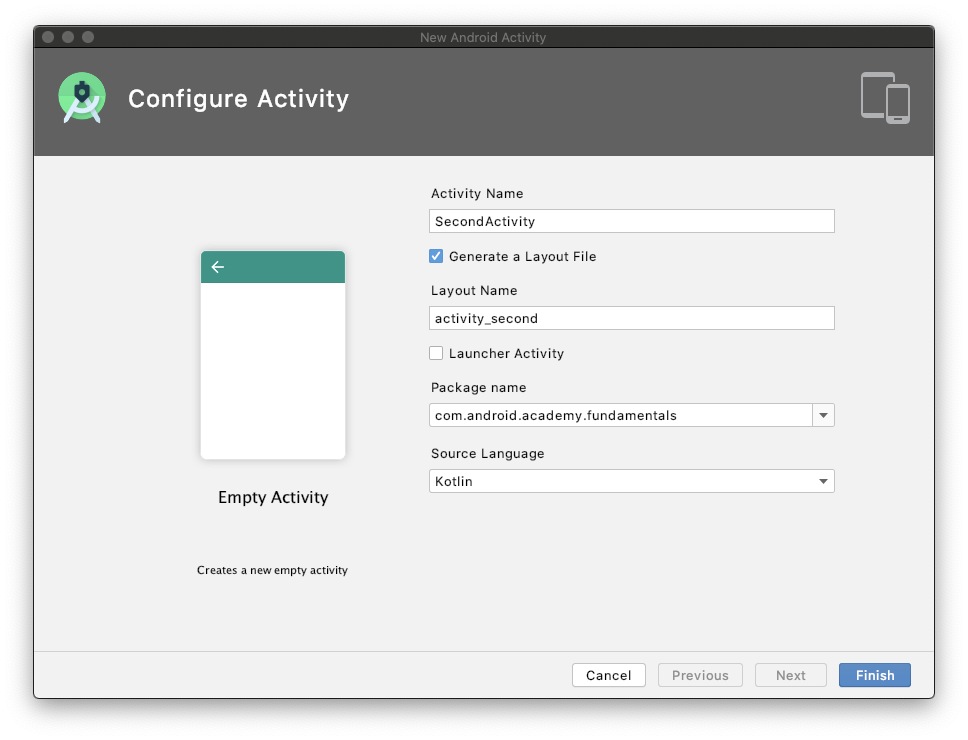 New Android Activity
Configure Activity
Activity Name
SecondActivity
Generate a Layout File
Layout Name
activity_second
Launcher Activity
Package name
com.android.academy.fundamentals
Source Language
Kotlin
Empty Activity
Creates a new empty activity
Cancel
Previous
Next
Finish